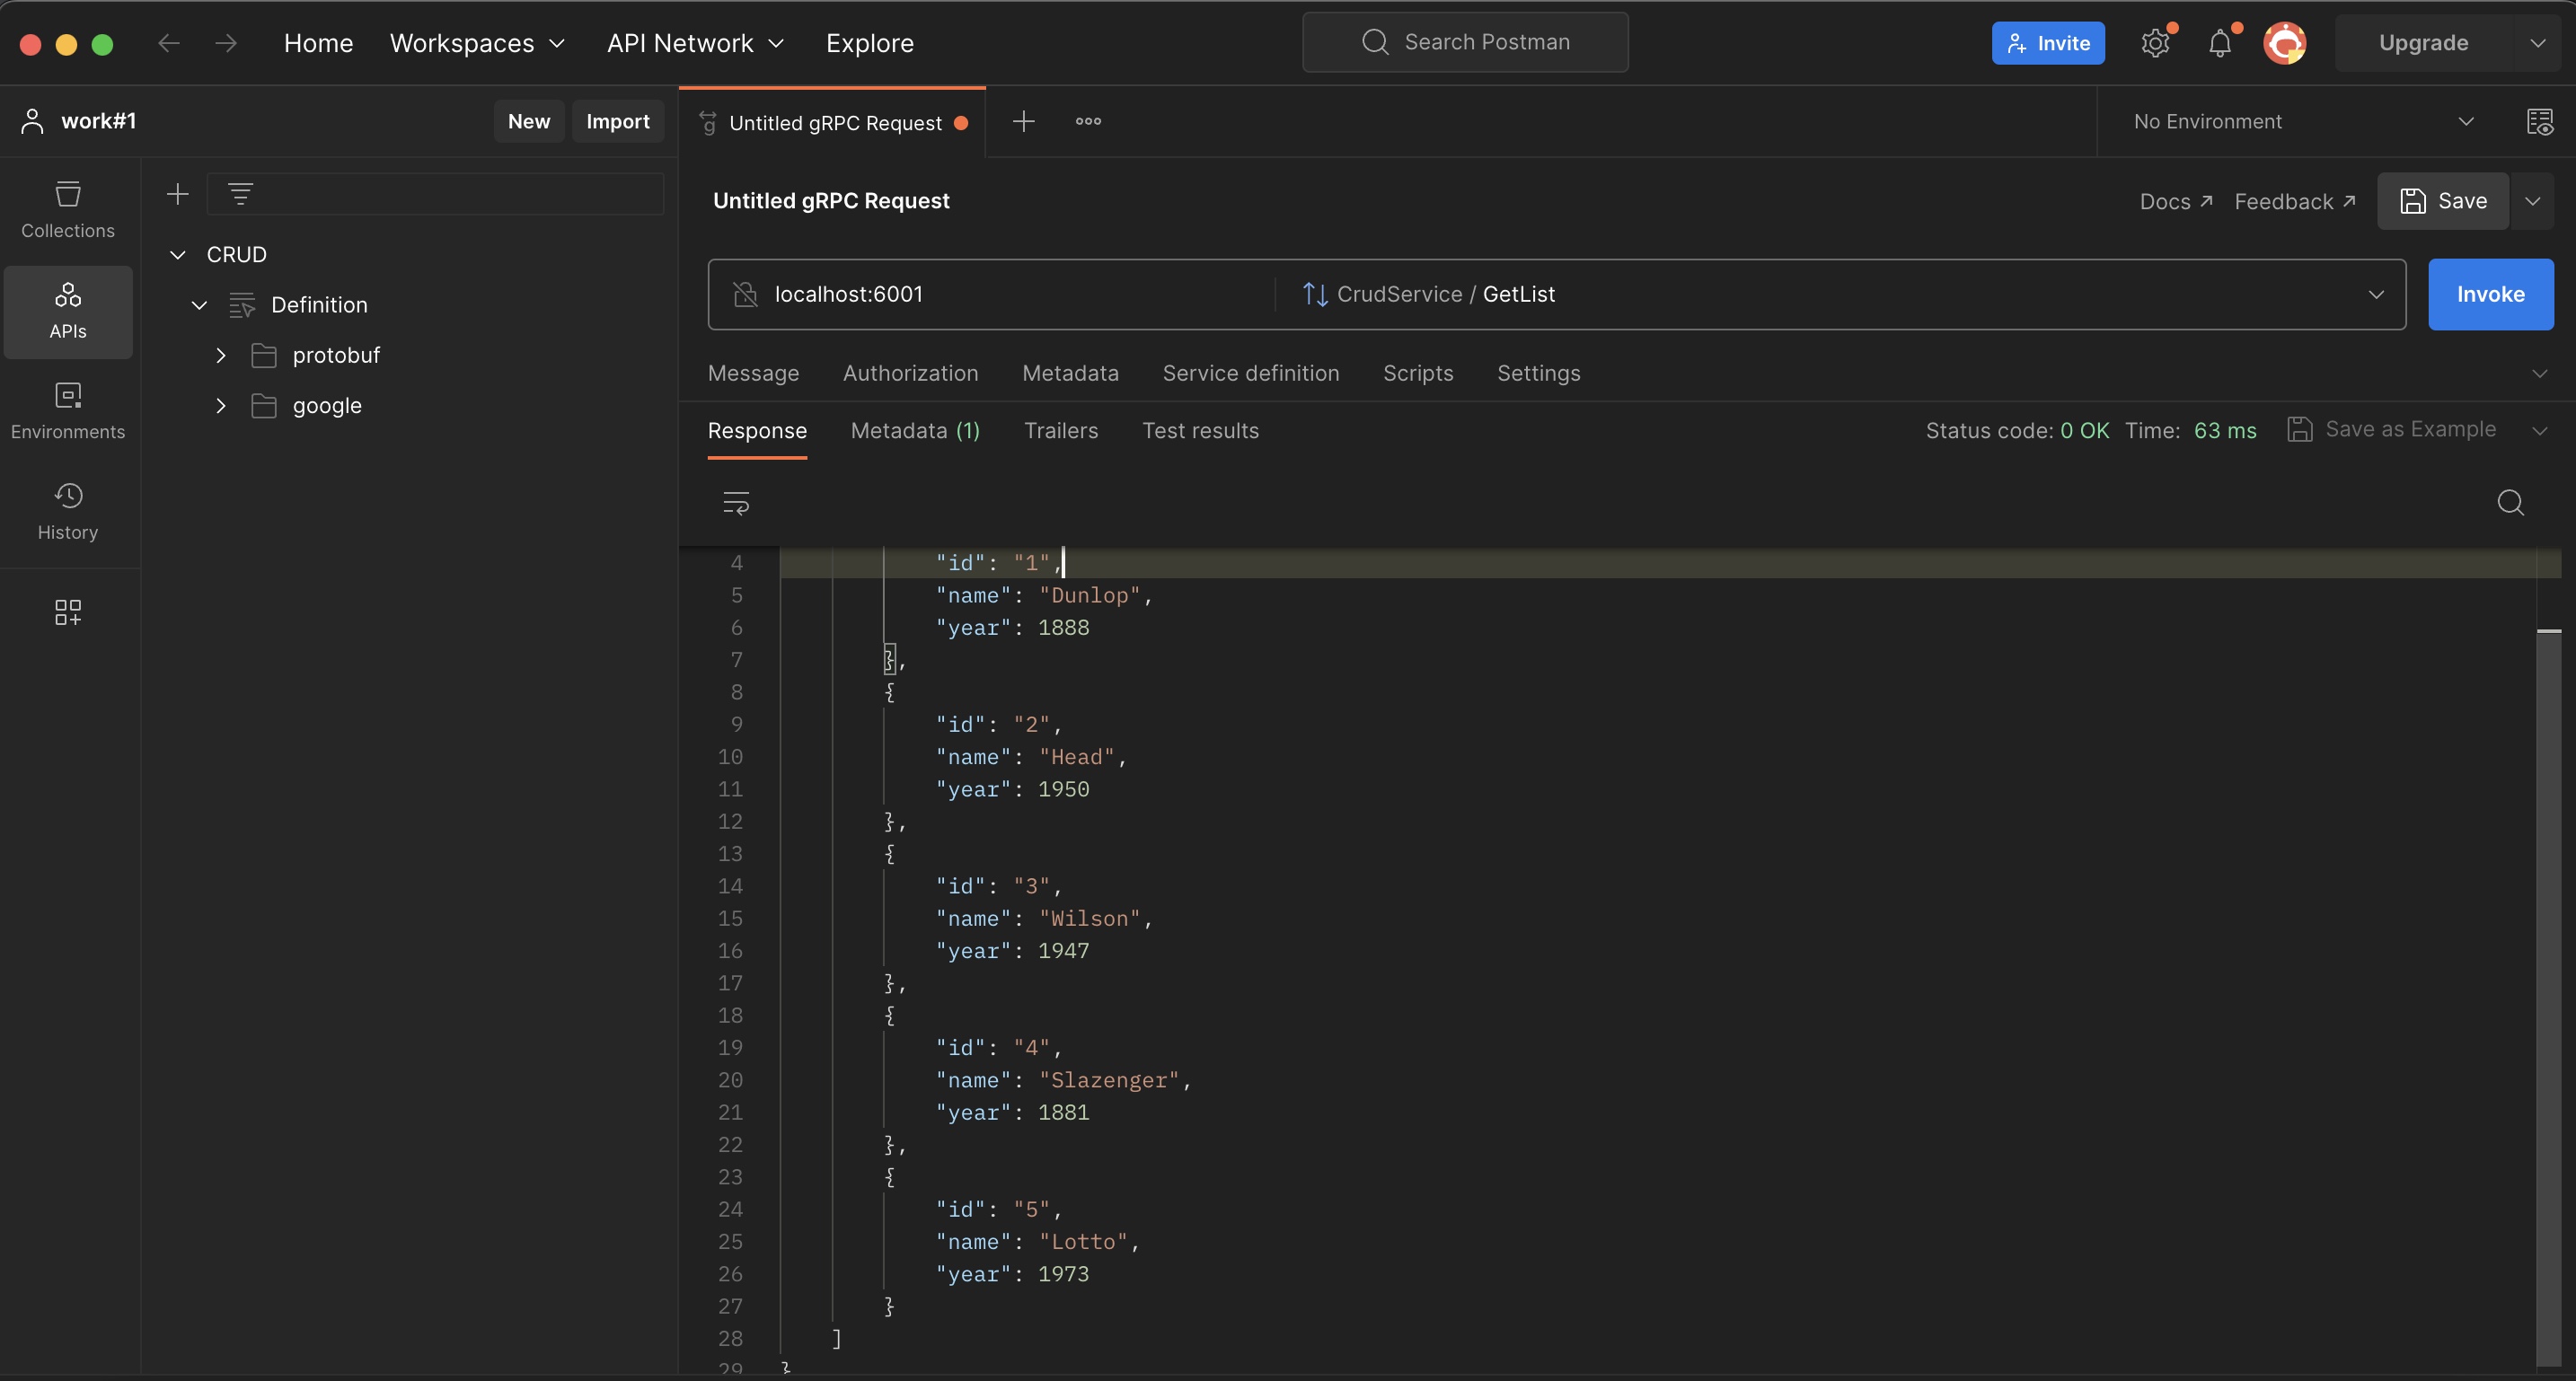 Home Workspaces API Network Explore Search Postman Invite Upgrade
work#1 New Import Untitled gRPC Request No Environment
Collections
APIs
Environments
History
CRUD
Definition
protobuf
google
Untitled gRPC Request Docs Feedback Save
localhost:6001 CrudService / GetList Invoke
Message Authorization Metadata Service definition Scripts Settings
Response Metadata (1) Trailers Test results Status code: 0 OK Time: 63 ms Save as Example
4 "id": "1",
5 "name": "Dunlop",
6 "year": 1888
7 },
8 {
9 "id": "2",
10 "name": "Head",
11 "year": 1950
12 },
13 {
14 "id": "3",
15 "name": "Wilson",
16 "year": 1947
17 },
18 {
19 "id": "4",
20 "name": "Slazenger",
21 "year": 1881
22 },
23 {
24 "id": "5",
25 "name": "Lotto",
26 "year": 1973
27 }
28 ]
29 }